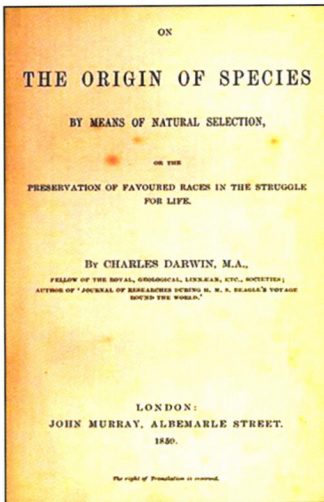 ON
THE ORIGIN OF SPECIES
BY MEANS OF NATURAL SELECTION,
OR THE
PRESERVATION OF FAVOURED RACES IN THE STRUGGLE
FOR LIFE.
BY CHARLES DARWIN, M.A.,
FELLOW OF THE ROYAL, GEOLOGICAL, LINNÆAN, ETC., SOCIETIES;
AUTHOR OF 'JOURNAL OF RESEARCHES DURING H. M. S. BEAGLE'S VOYAGE
ROUND THE WORLD.'
LONDON:
JOHN MURRAY, ALBEMARLE STREET.
1859.
The right of Translation is reserved.